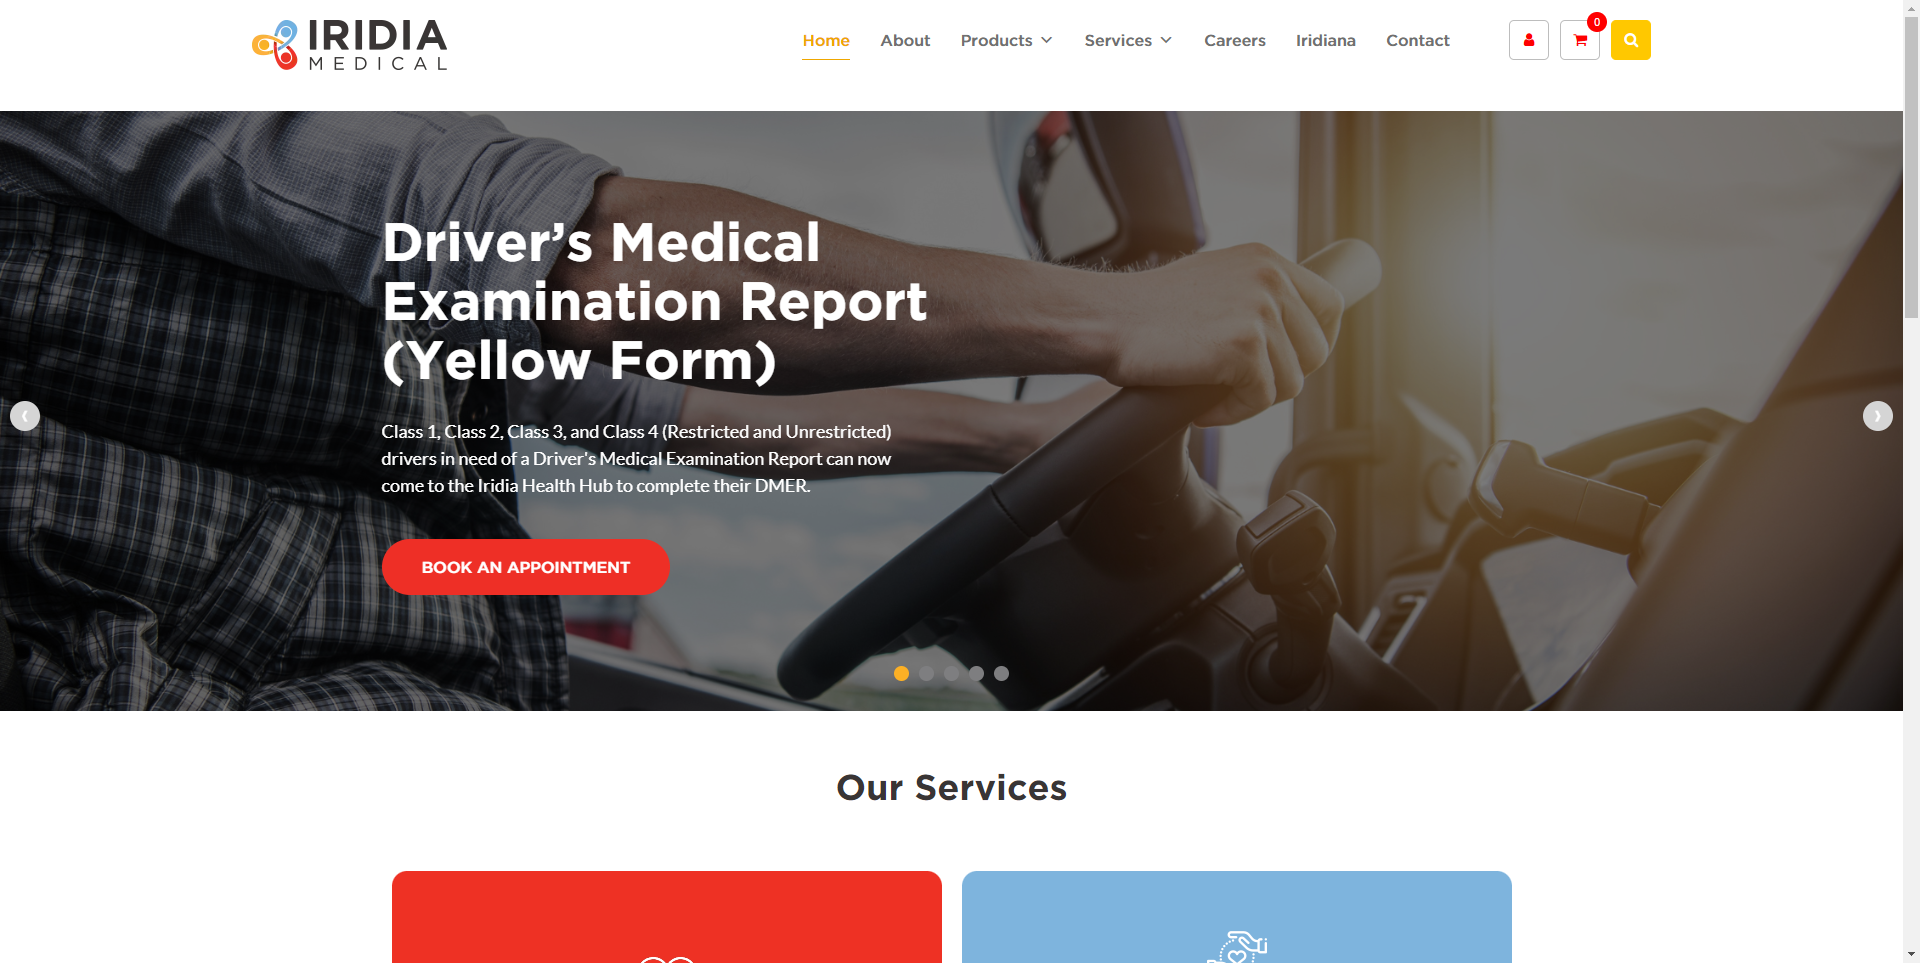 IRIDIA
MEDICAL
Home
About
Products
Services
Careers
Iridiana
Contact
0
Driver’s Medical
Examination Report
(Yellow Form)
Class 1, Class 2, Class 3, and Class 4 (Restricted and Unrestricted)
drivers in need of a Driver's Medical Examination Report can now
come to the Iridia Health Hub to complete their DMER.
BOOK AN APPOINTMENT
Our Services